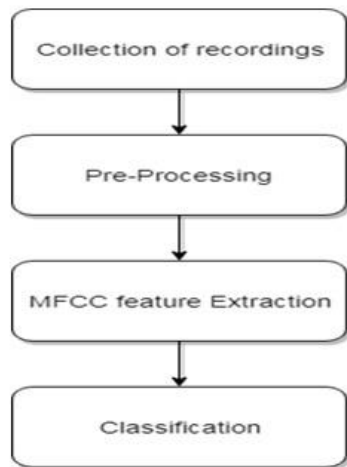 Collection of recordings
Pre-Processing
MFCC feature Extraction
Classification